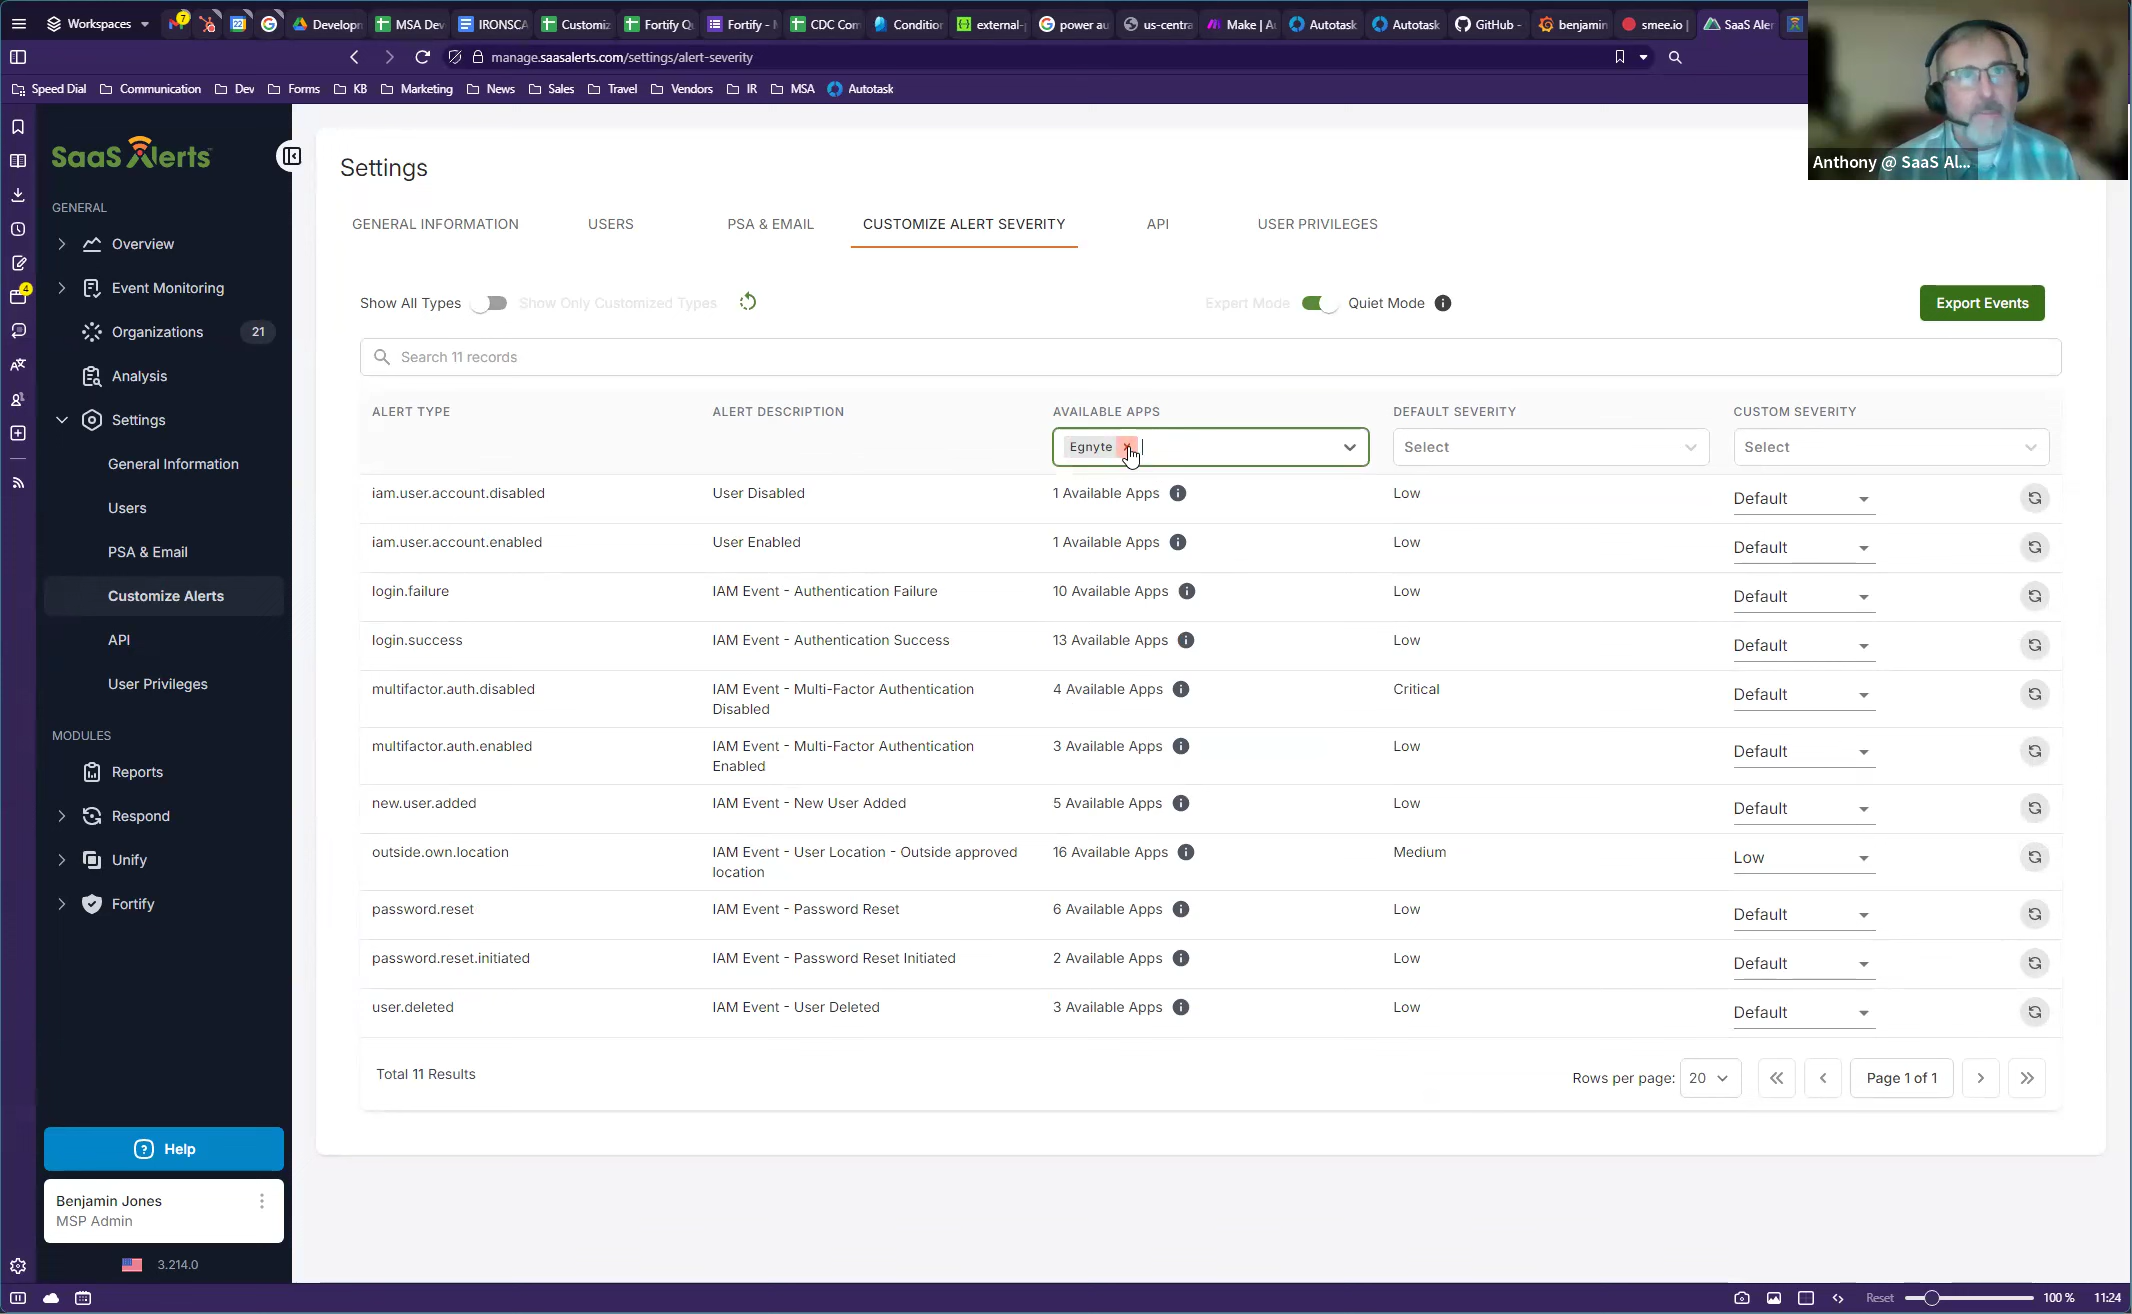 Workspaces
7
22
Developn
MSA Dev
IRONSCA
Customiz
Fortify Qu
Fortify - M
CDC Com
Condition
external-
power au
us-centra
Make | Au
Autotask
Autotask
GitHub -
benjamin
smee.io |
SaaS Aler
manage.saasalerts.com/settings/alert-severity
Speed Dial
Communication
Dev
Forms
KB
Marketing
News
Sales
Travel
Vendors
IR
MSA
Autotask
4
Anthony @ SaaS Al...
SaaS Alerts
GENERAL
Overview
Event Monitoring
Organizations 21
Analysis
Settings
General Information
Users
PSA & Email
Customize Alerts
API
User Privileges
MODULES
Reports
Respond
Unify
Fortify
Help
Benjamin Jones
MSP Admin
3.214.0
Settings
GENERAL INFORMATION USERS PSA & EMAIL CUSTOMIZE ALERT SEVERITY API USER PRIVILEGES
Show All Types Show Only Customized Types Expert Mode Quiet Mode Export Events
Search 11 records
ALERT TYPE ALERT DESCRIPTION AVAILABLE APPS DEFAULT SEVERITY CUSTOM SEVERITY
Egnyte × Select Select
iam.user.account.disabled User Disabled 1 Available Apps Low Default
iam.user.account.enabled User Enabled 1 Available Apps Low Default
login.failure IAM Event - Authentication Failure 10 Available Apps Low Default
login.success IAM Event - Authentication Success 13 Available Apps Low Default
multifactor.auth.disabled IAM Event - Multi-Factor Authentication 4 Available Apps Critical Default
Disabled
multifactor.auth.enabled IAM Event - Multi-Factor Authentication 3 Available Apps Low Default
Enabled
new.user.added IAM Event - New User Added 5 Available Apps Low Default
outside.own.location IAM Event - User Location - Outside approved 16 Available Apps Medium Low
location
password.reset IAM Event - Password Reset 6 Available Apps Low Default
password.reset.initiated IAM Event - Password Reset Initiated 2 Available Apps Low Default
user.deleted IAM Event - User Deleted 3 Available Apps Low Default
Total 11 Results Rows per page: 20 Page 1 of 1
Reset 100 % 11:24